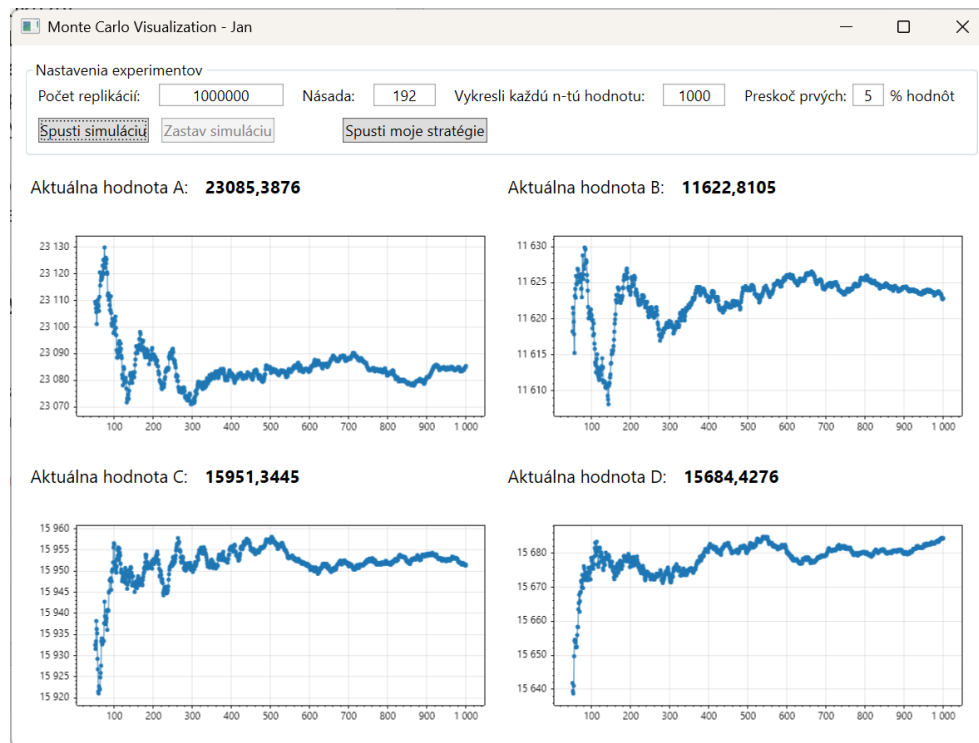 Monte Carlo Visualization - Jan
Nastavenia experimentov
Počet replikácií: 1000000 Násada: 192 Vykresli každú n-tú hodnotu: 1000 Preskoč prvých: 5 % hodnôt
Spusti simuláciu Zastav simuláciu Spusti moje stratégie
Aktuálna hodnota A: 23085,3876
23 130
23 120
23 110
23 100
23 090
23 080
23 070
100 200 300 400 500 600 700 800 900 1 000
Aktuálna hodnota B: 11622,8105
11 630
11 625
11 620
11 615
11 610
100 200 300 400 500 600 700 800 900 1 000
Aktuálna hodnota C: 15951,3445
15 960
15 955
15 950
15 945
15 940
15 935
15 930
15 925
15 920
100 200 300 400 500 600 700 800 900 1 000
Aktuálna hodnota D: 15684,4276
15 680
15 670
15 660
15 650
15 640
100 200 300 400 500 600 700 800 900 1 000